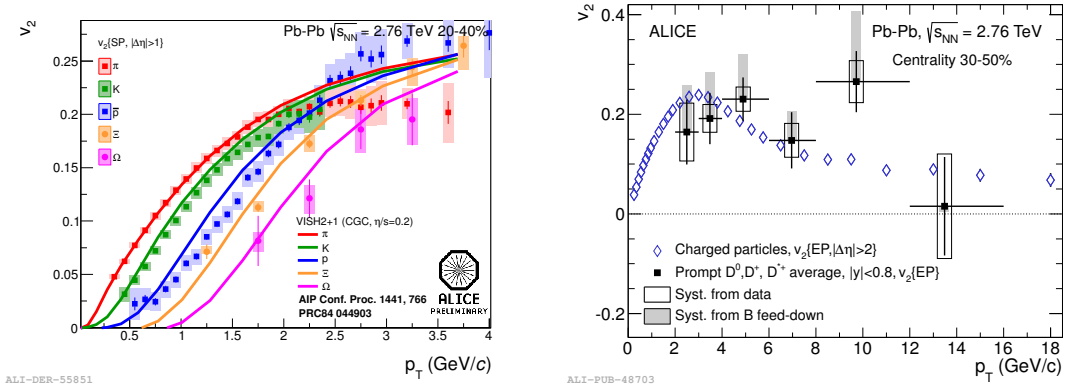 v2
Pb-Pb √sNN = 2.76 TeV 20-40%
v2{SP, |Δη|>1}
π
K
p̅
Ξ
Ω
0.25
0.2
0.15
0.1
0.05
0
VISH2+1 (CGC, η/s=0.2)
π
K
p
Ξ
Ω
AIP Conf. Proc. 1441, 766
PRC84 044903
ALICE
PRELIMINARY
0.5 1 1.5 2 2.5 3 3.5 4
pT (GeV/c)
ALI-DER-55851
v2
ALICE
Pb-Pb, √sNN = 2.76 TeV
Centrality 30-50%
0.4
0.2
0
-0.2
Charged particles, v2{EP,|Δη|>2}
Prompt D0,D+, D*+ average, |y|<0.8, v2{EP}
Syst. from data
Syst. from B feed-down
0 2 4 6 8 10 12 14 16 18
pT (GeV/c)
ALI-PUB-48703